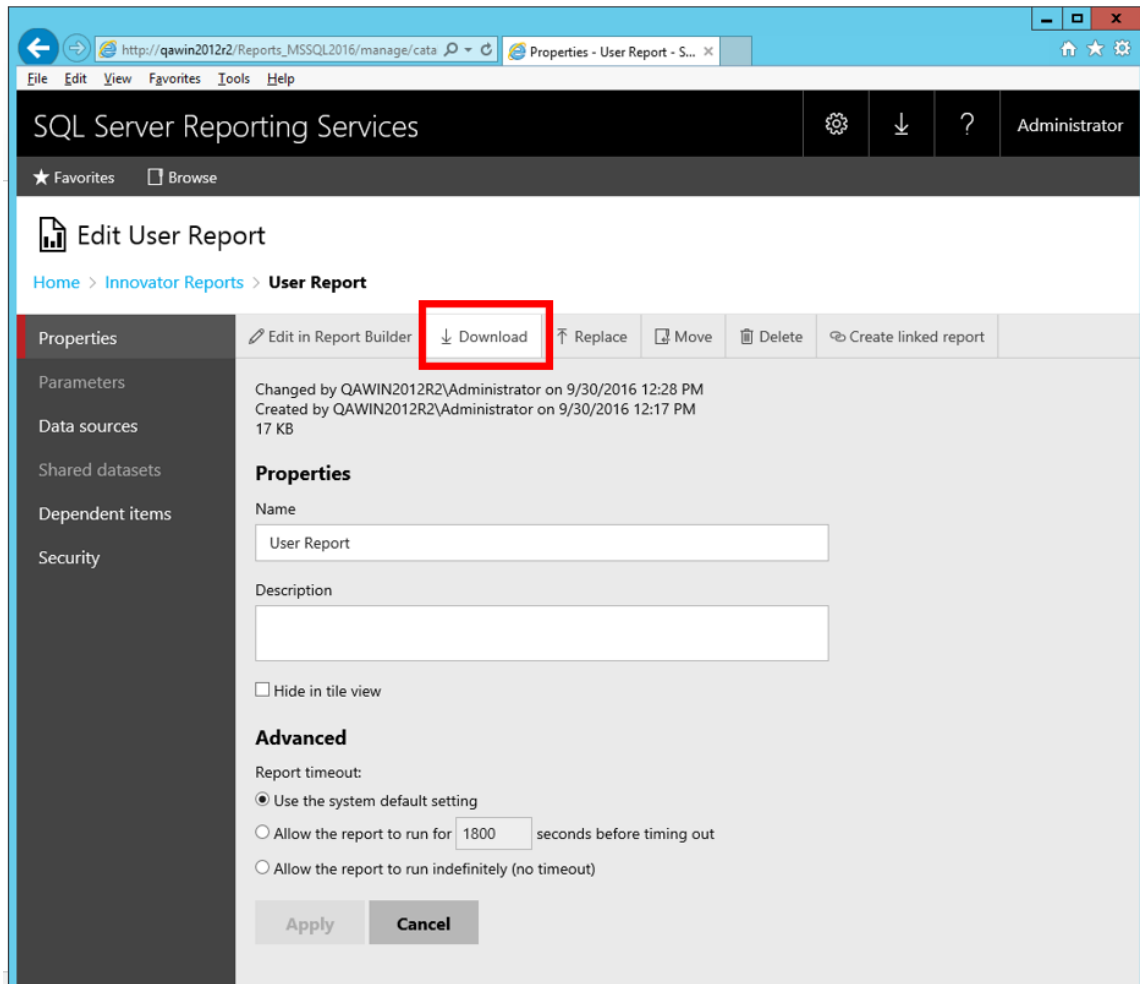 http://qawin2012r2/Reports_MSSQL2016/manage/cata
Properties - User Report - S...
File Edit View Favorites Tools Help
SQL Server Reporting Services
Administrator
Favorites Browse
Edit User Report
Home > Innovator Reports > User Report
Properties
Edit in Report Builder Download Replace Move Delete Create linked report
Parameters
Data sources
Shared datasets
Dependent items
Security
Changed by QAWIN2012R2\Administrator on 9/30/2016 12:28 PM
Created by QAWIN2012R2\Administrator on 9/30/2016 12:17 PM
17 KB
Properties
Name
User Report
Description
Hide in tile view
Advanced
Report timeout:
Use the system default setting
Allow the report to run for 1800 seconds before timing out
Allow the report to run indefinitely (no timeout)
Apply Cancel